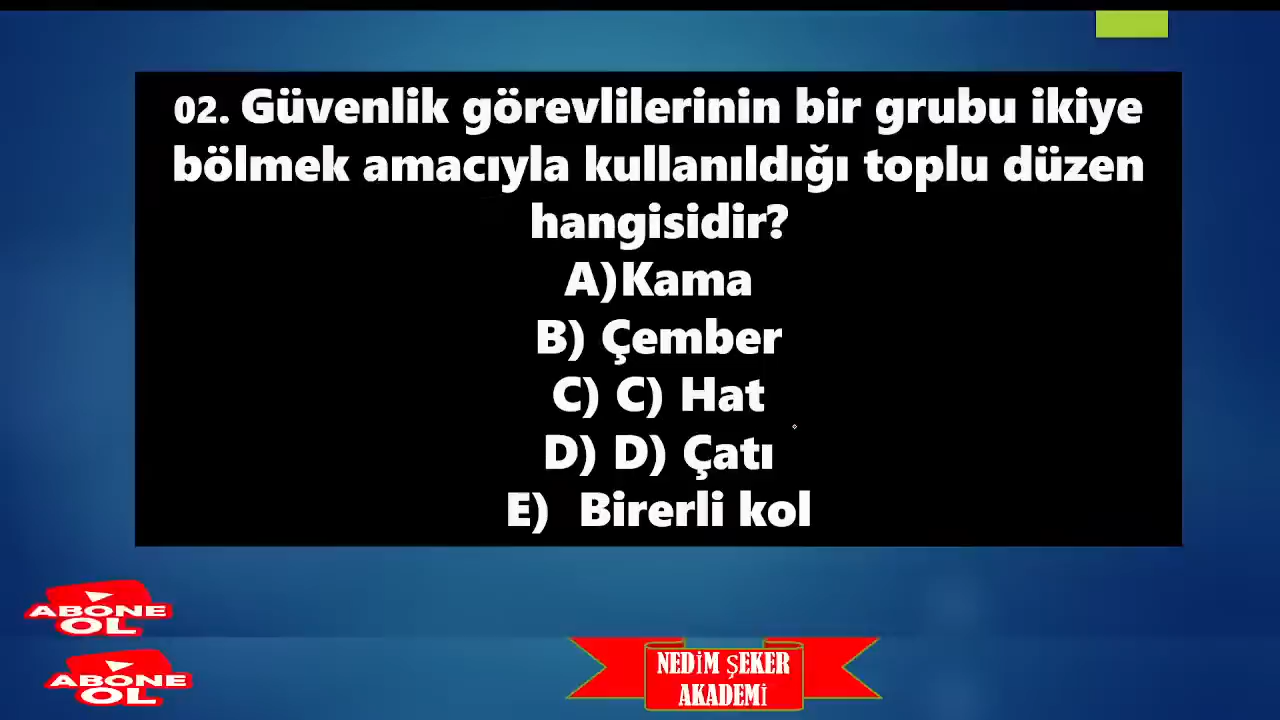 02. Güvenlik görevlilerinin bir grubu ikiye
bölmek amacıyla kullanıldığı toplu düzen
hangisidir?
A)Kama
B) Çember
C) C) Hat
D) D) Çatı
E) Birerli kol
ABONE
OL
ABONE
OL
NEDİM ŞEKER
AKADEMİ